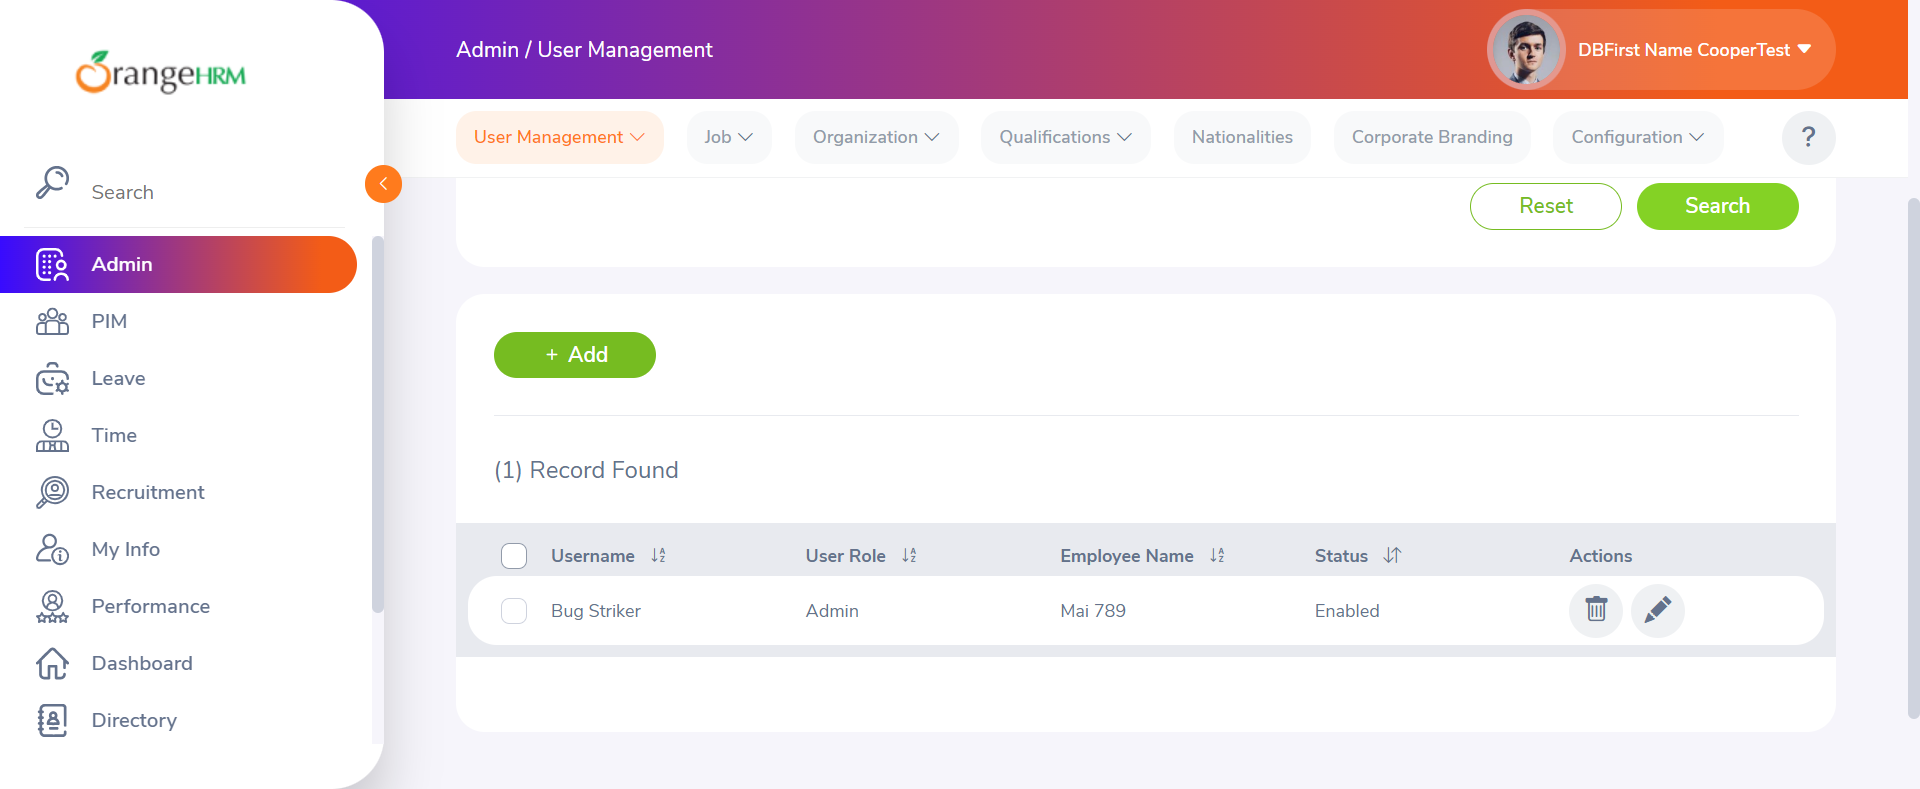 OrangeHRM
Search
Admin
PIM
Leave
Time
Recruitment
My Info
Performance
Dashboard
Directory
Admin / User Management
DBFirst Name CooperTest
User Management
Job
Organization
Qualifications
Nationalities
Corporate Branding
Configuration
?
Reset
Search
+ Add
(1) Record Found
Username
User Role
Employee Name
Status
Actions
Bug Striker
Admin
Mai 789
Enabled